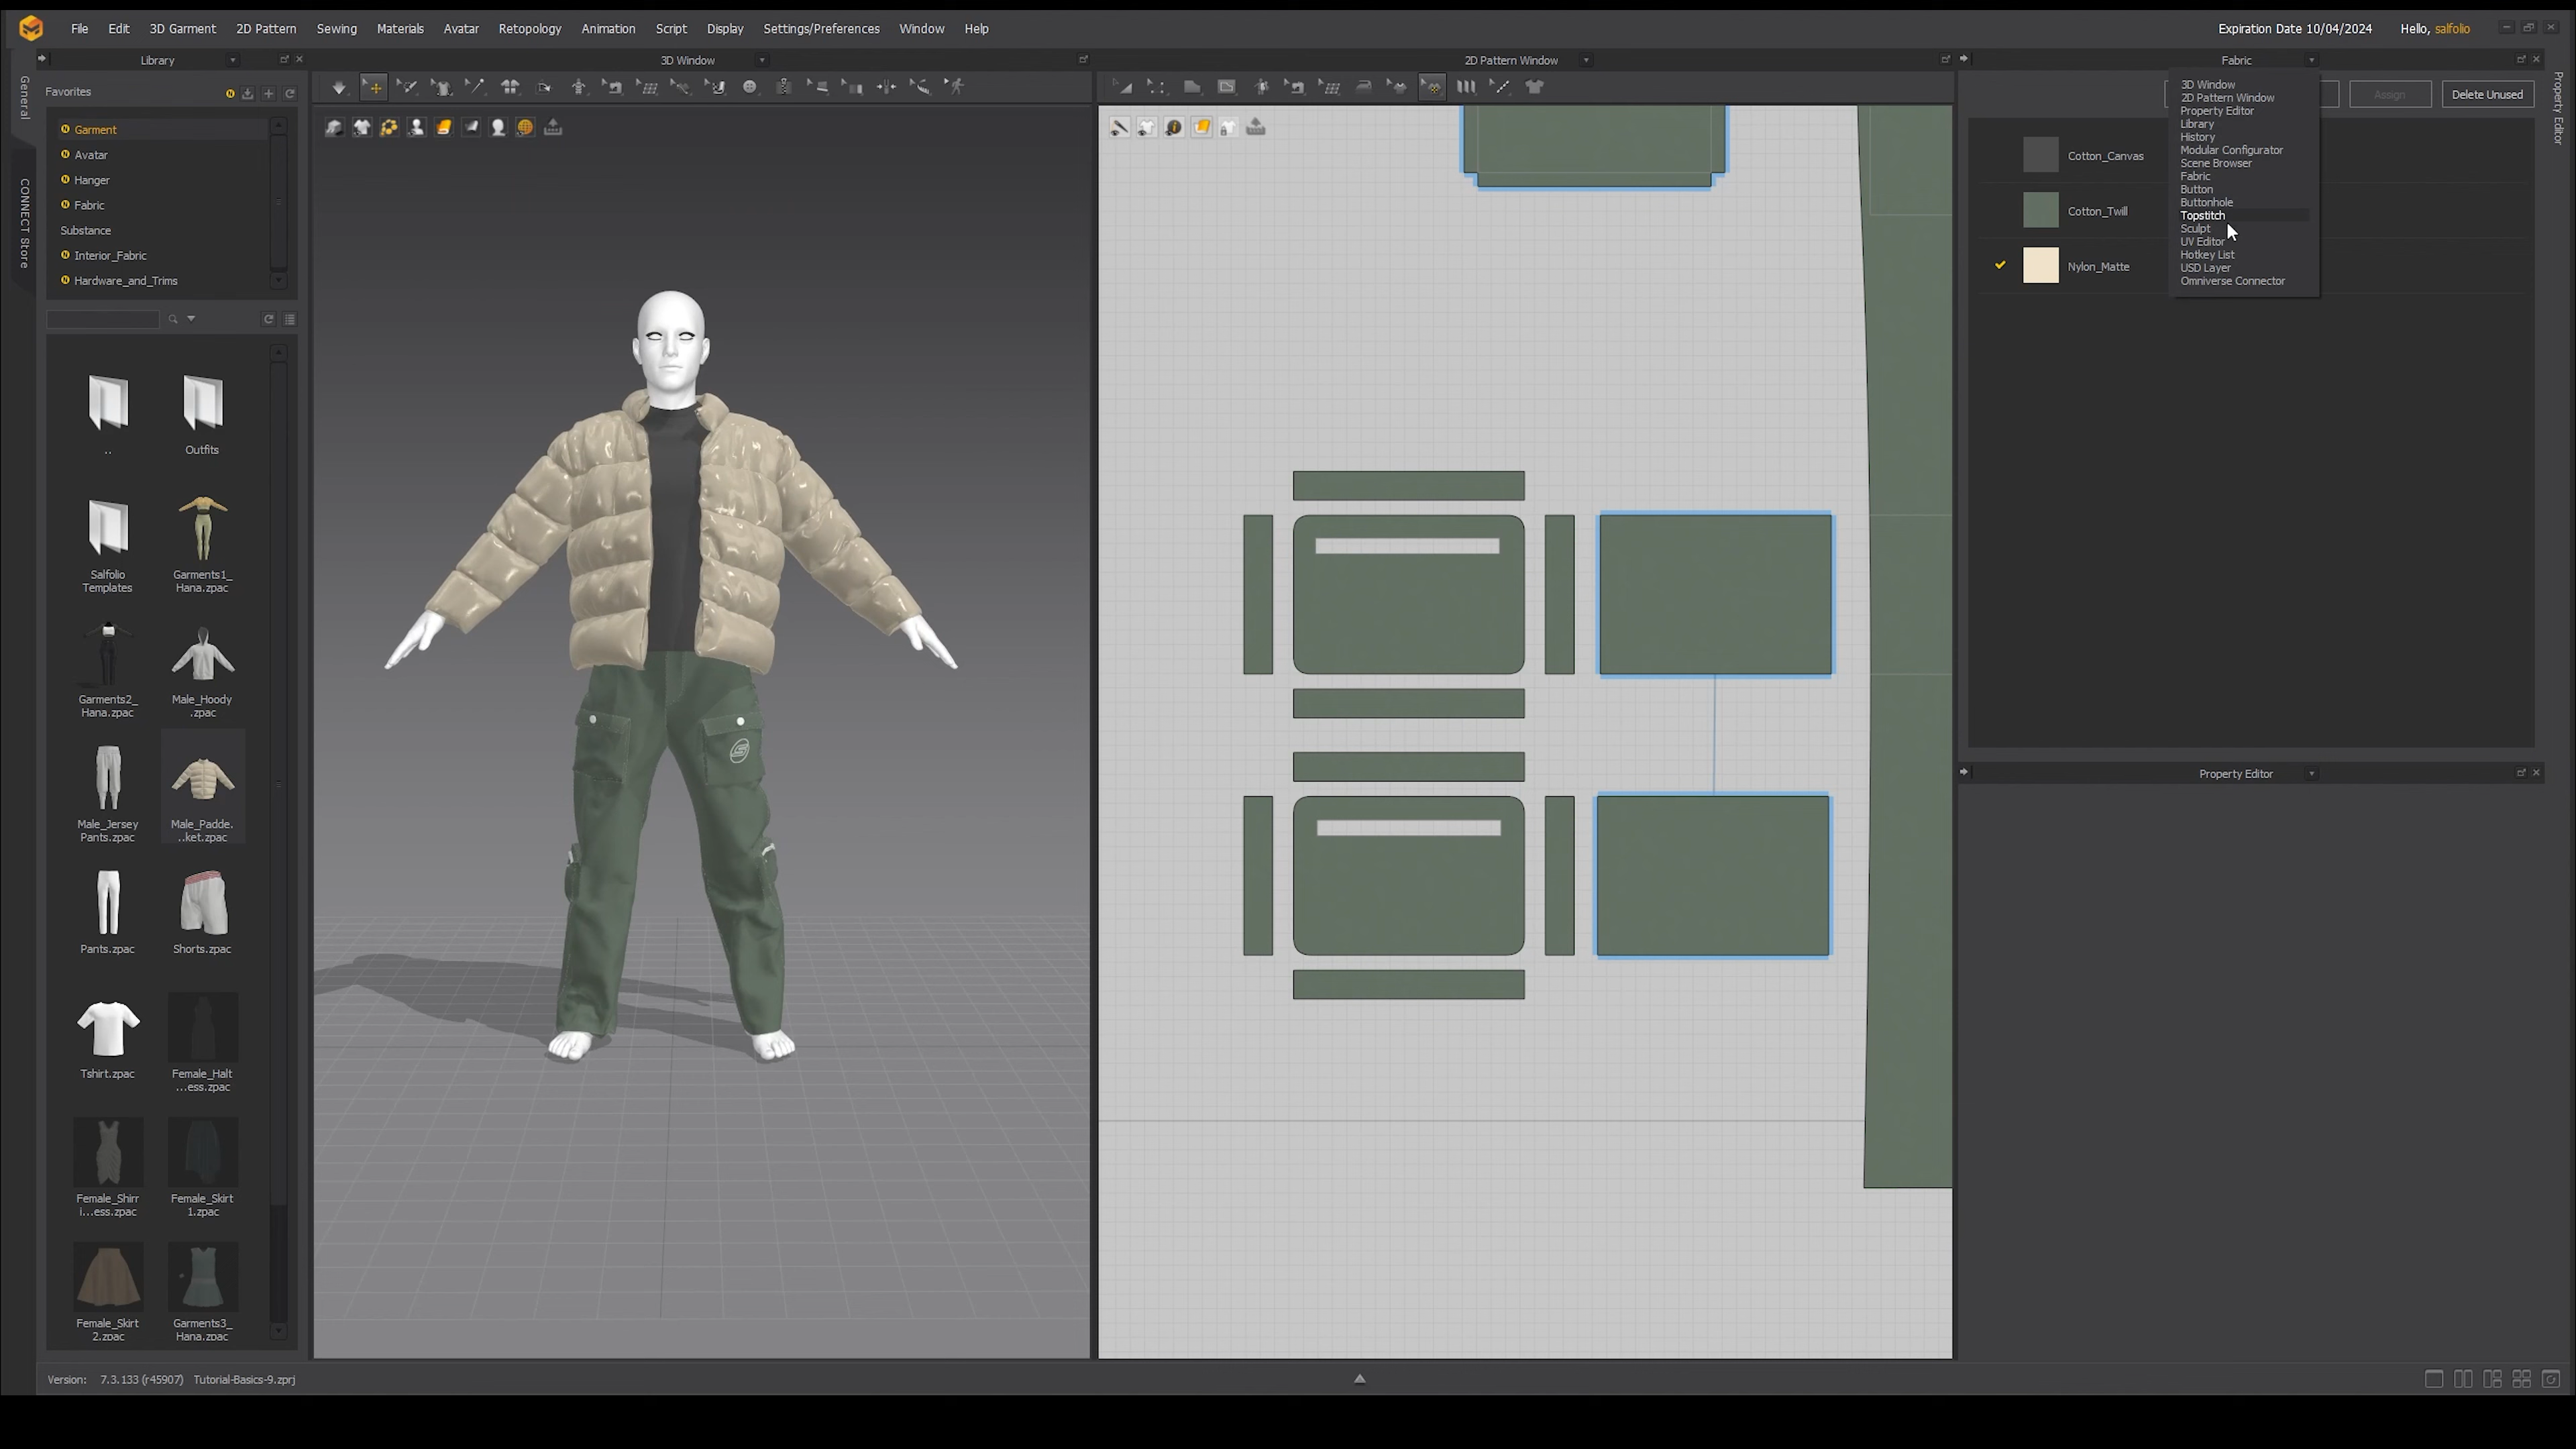 File Edit 3D Garment 2D Pattern Sewing Materials Avatar Retopology Animation Script Display Settings/Preferences Window Help Expiration Date 10/04/2024 Hello, salfolio
Library 3D Window 2D Pattern Window Fabric
General
CONNECT Store
Property Editor
Favorites
Garment
Avatar
Hanger
Fabric
Substance
Interior_Fabric
Hardware_and_Trims
..
Outfits
Salfolio
Templates
Garments1_
Hana.zpac
Garments2_
Hana.zpac
Male_Hoody
.zpac
Male_Jersey
Pants.zpac
Male_Padde.
..ket.zpac
Pants.zpac
Shorts.zpac
Tshirt.zpac
Female_Halt
...ess.zpac
Female_Shirr
i...ess.zpac
Female_Skirt
1.zpac
Female_Skirt
2.zpac
Garments3_
Hana.zpac
Assign
Delete Unused
Cotton_Canvas
Cotton_Twill
Nylon_Matte
3D Window
2D Pattern Window
Property Editor
Library
History
Modular Configurator
Scene Browser
Fabric
Button
Buttonhole
Topstitch
Sculpt
UV Editor
Hotkey List
USD Layer
Omniverse Connector
Property Editor
Version: 7.3.133 (r45907) Tutorial-Basics-9.zprj